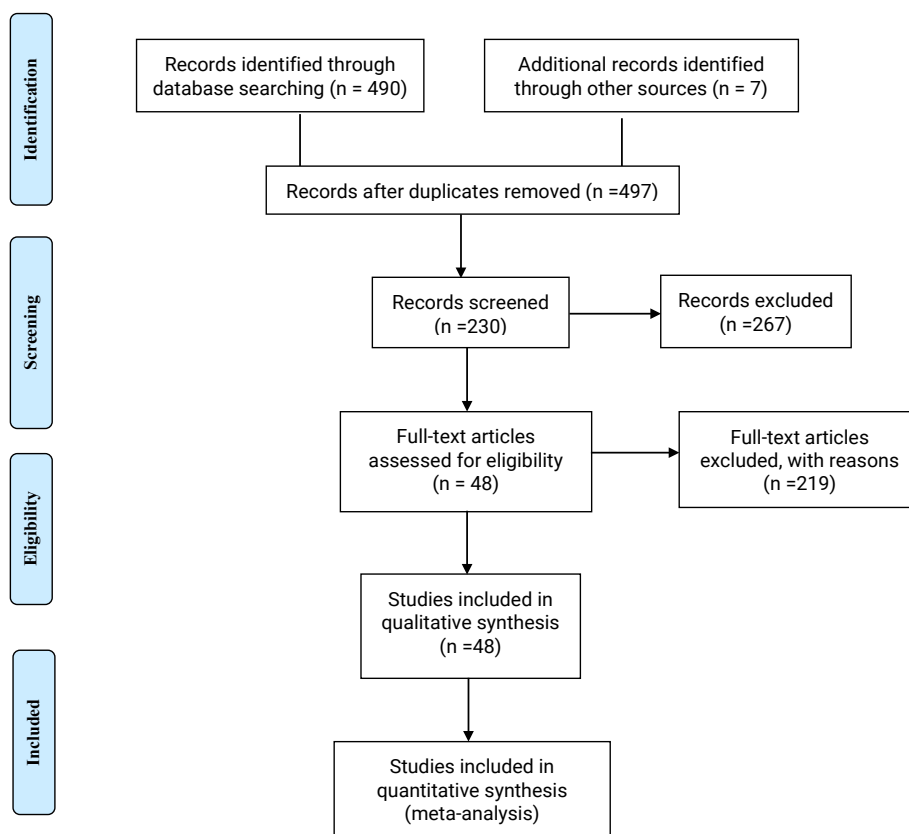 Identification
Records identified through
database searching (n = 490)
Additional records identified
through other sources (n = 7)
Records after duplicates removed (n =497)
Screening
Records screened
(n =230)
Records excluded
(n =267)
Eligibility
Full-text articles
assessed for eligibility
(n = 48)
Full-text articles
excluded, with reasons
(n =219)
Studies included in
qualitative synthesis
(n =48)
Included
Studies included in
quantitative synthesis
(meta-analysis)